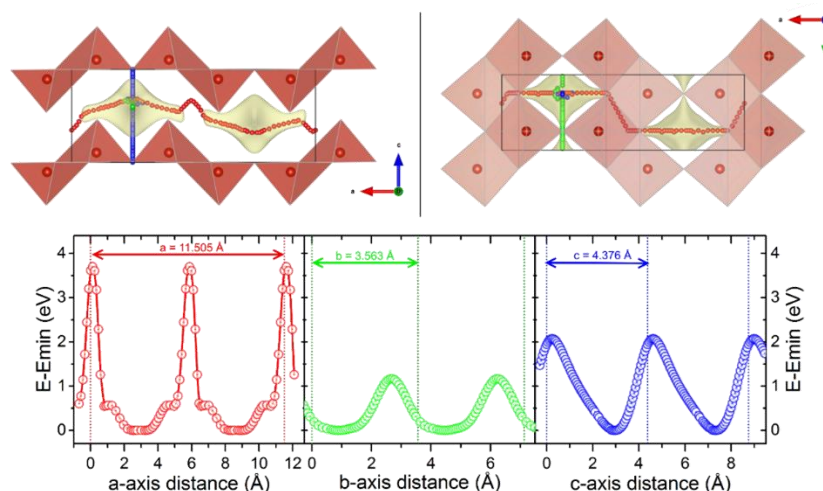 c
a
a
a = 11.505 Å
b = 3.563 Å
c = 4.376 Å
E-Emin (eV)
4
3
2
1
0
0 2 4 6 8 10 12
a-axis distance (Å)
0 2 4 6
b-axis distance (Å)
0 2 4 6 8
c-axis distance (Å)
4
3
2
1
0
E-Emin (eV)